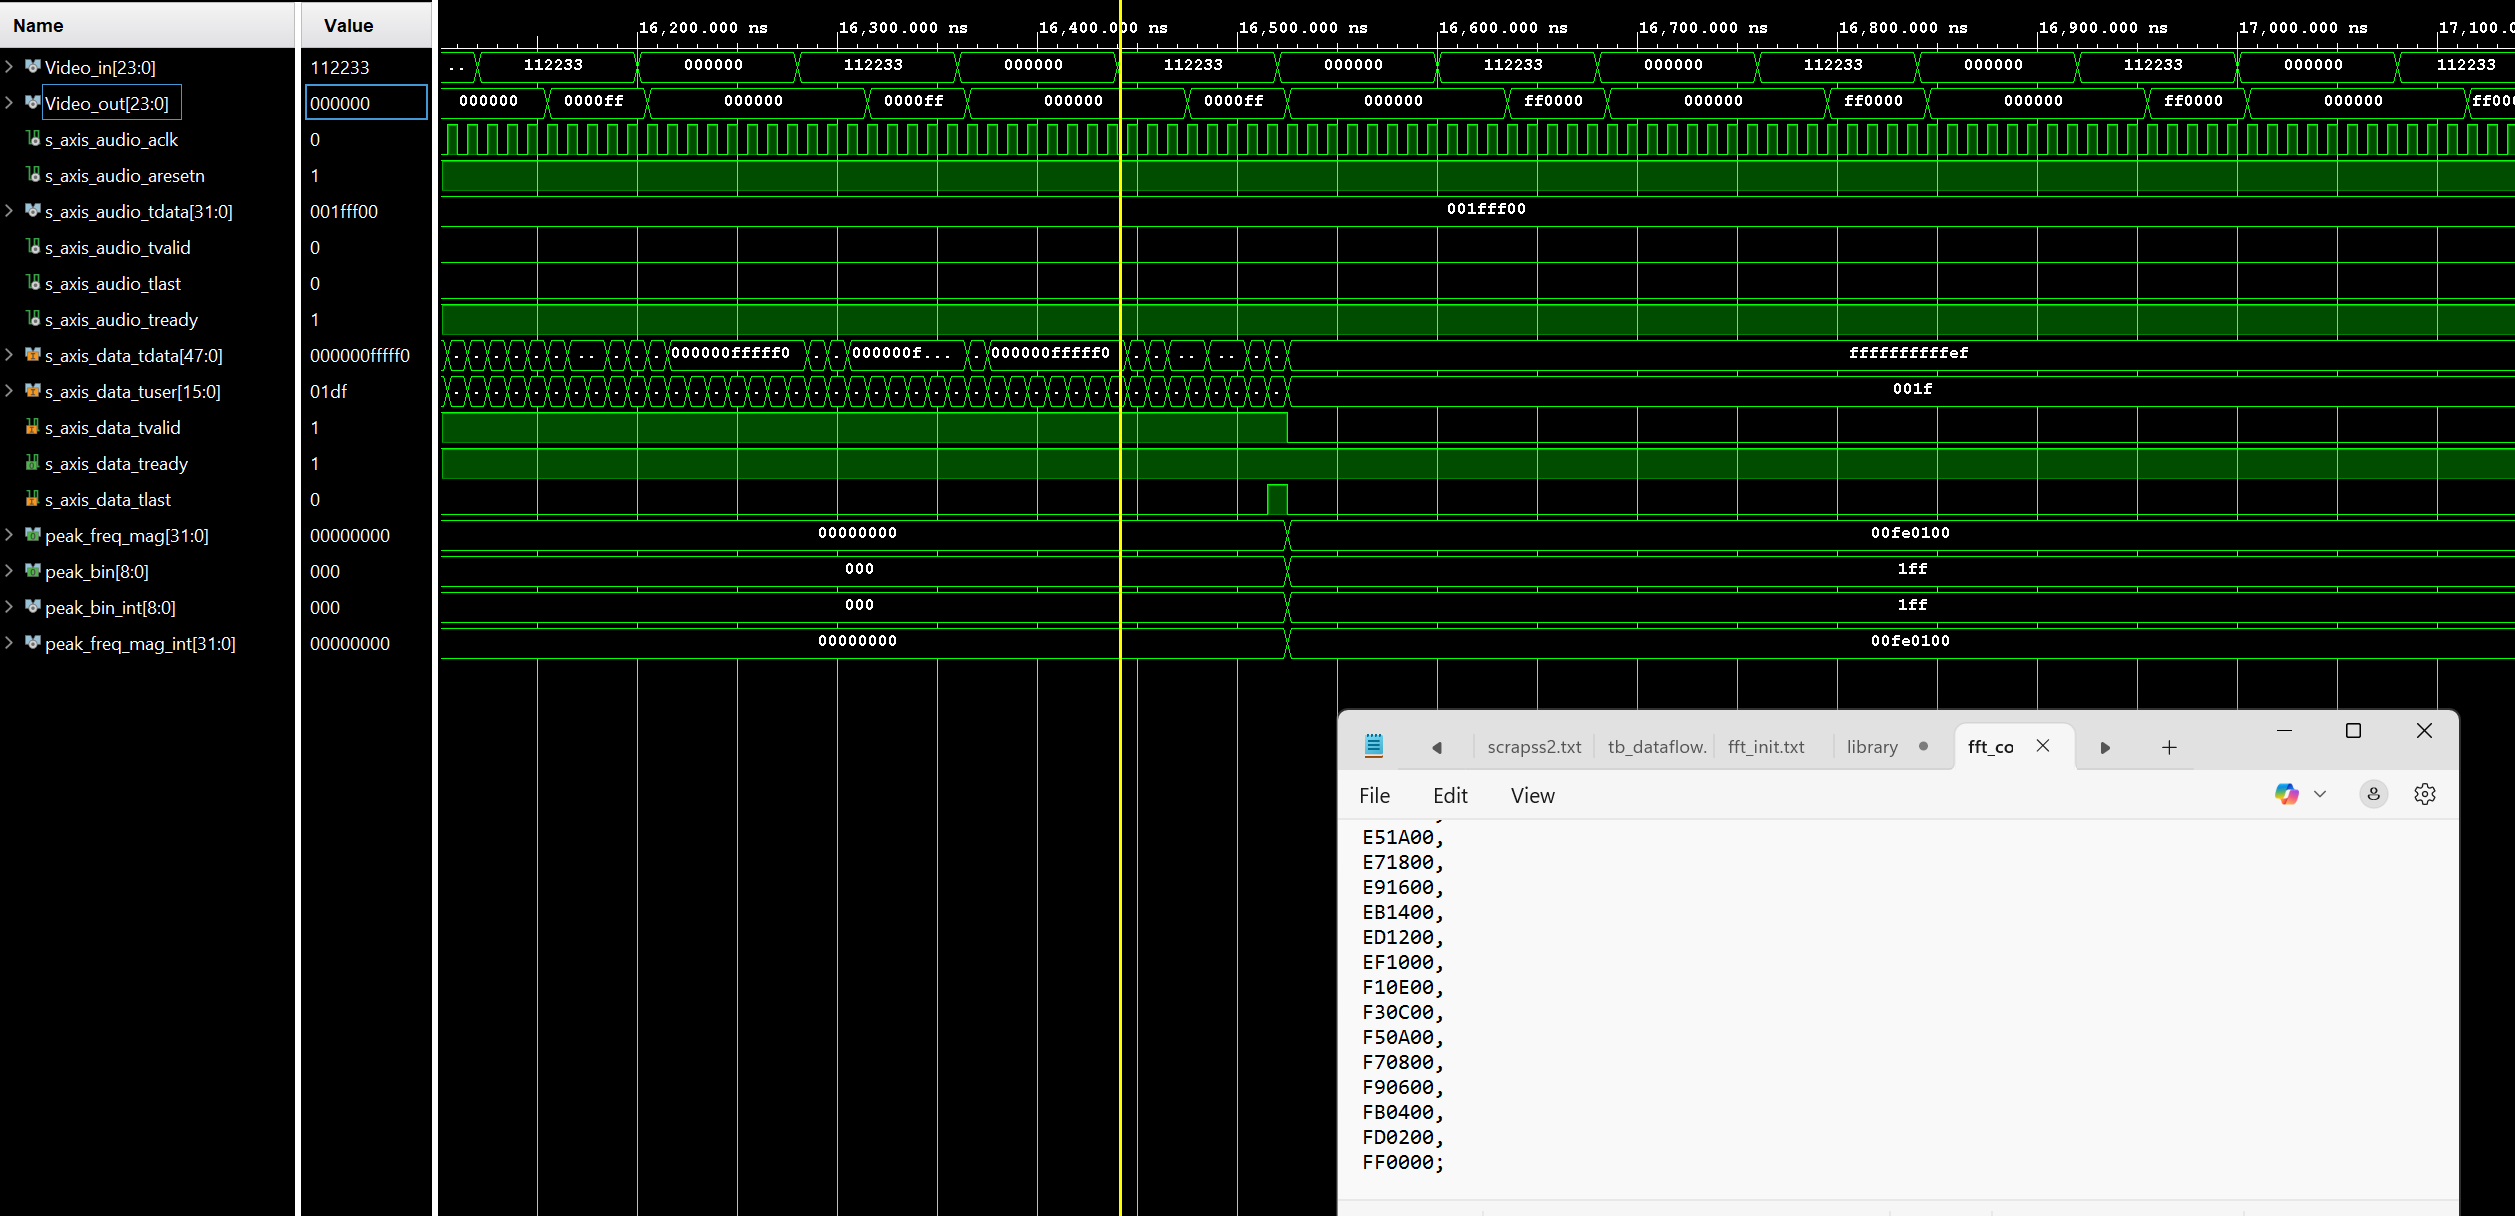 Name Value
16,200.000 ns 16,300.000 ns 16,400.000 ns 16,500.000 ns 16,600.000 ns 16,700.000 ns 16,800.000 ns 16,900.000 ns 17,000.000 ns 17,100.0
Video_in[23:0] 112233 .. 112233 000000 112233 000000 112233 000000 112233 000000 112233 000000 112233 000000 112233
Video_out[23:0] 000000 000000 0000ff 000000 0000ff 000000 0000ff 000000 ff0000 000000 ff0000 000000 ff0000 000000 ff00
s_axis_audio_aclk 0
s_axis_audio_aresetn 1
s_axis_audio_tdata[31:0] 001fff00 001fff00
s_axis_audio_tvalid 0
s_axis_audio_tlast 0
s_axis_audio_tready 1
s_axis_data_tdata[47:0] 000000fffff0 . . . . . . .. . . . 000000fffff0 . . 000000f... . 000000fffff0 . . .. .. . . ffffffffffef
s_axis_data_tuser[15:0] 01df 001f
s_axis_data_tvalid 1
s_axis_data_tready 1
s_axis_data_tlast 0
peak_freq_mag[31:0] 00000000 00000000 00fe0100
peak_bin[8:0] 000 000 1ff
peak_bin_int[8:0] 000 000 1ff
peak_freq_mag_int[31:0] 00000000 00000000 00fe0100
scrapss2.txt tb_dataflow. fft_init.txt library fft_co
File Edit View
E51A00,
E71800,
E91600,
EB1400,
ED1200,
EF1000,
F10E00,
F30C00,
F50A00,
F70800,
F90600,
FB0400,
FD0200,
FF0000;